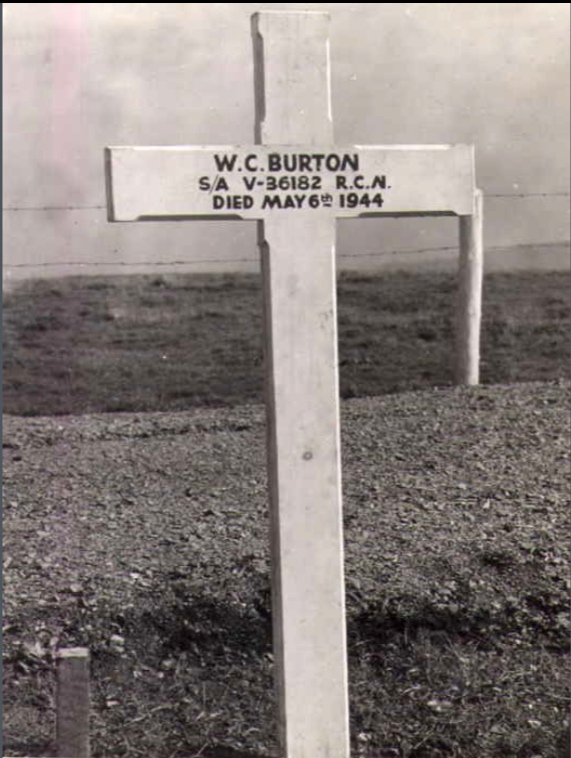 W.C.BURTON
S/A V-36182 R.C.N.
DIED MAY 6th 1944